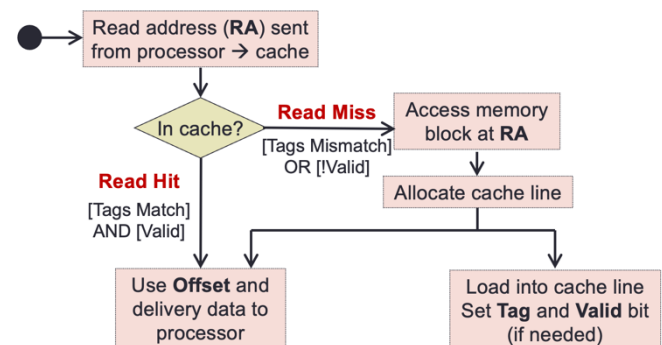 Read address (RA) sent
from processor → cache
In cache?
Read Miss
[Tags Mismatch]
OR [!Valid]
Access memory
block at RA
Allocate cache line
Read Hit
[Tags Match]
AND [Valid]
Use Offset and
delivery data to
processor
Load into cache line
Set Tag and Valid bit
(if needed)